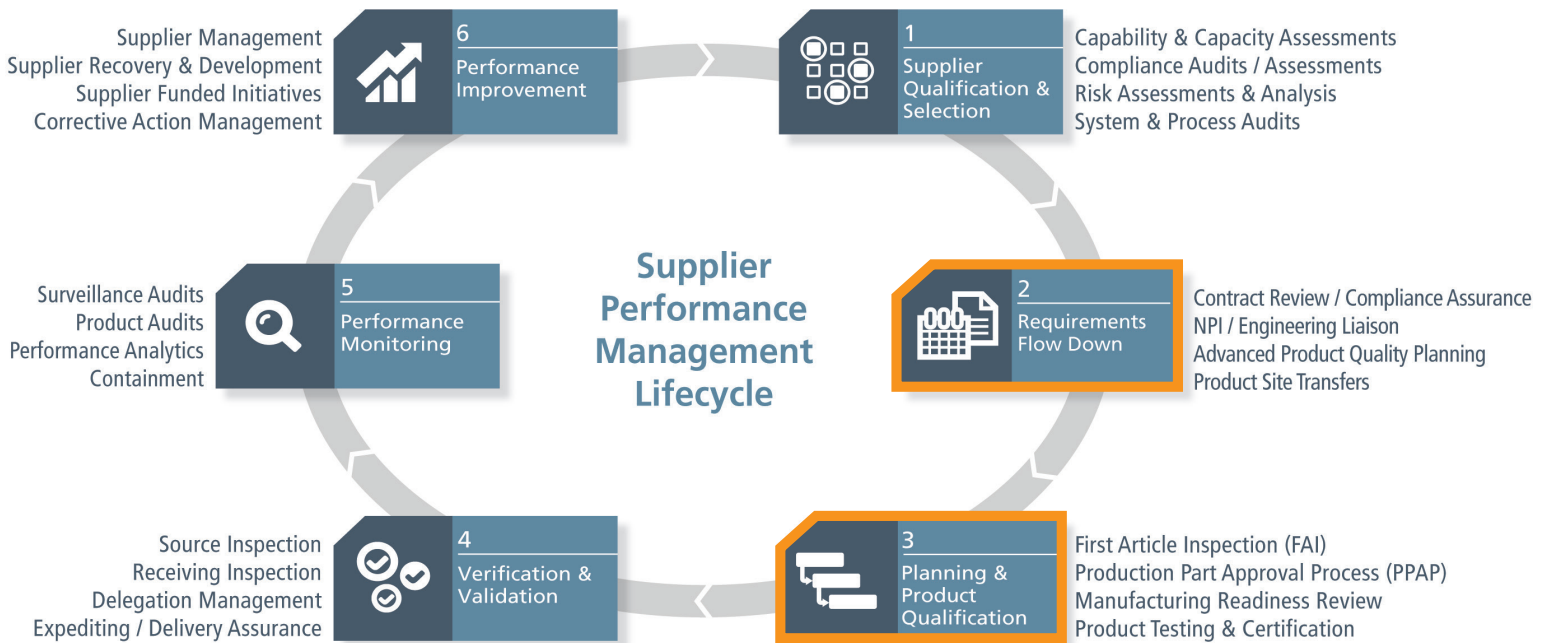 Supplier Performance Management Lifecycle
1
Supplier
Qualification &
Selection
Capability & Capacity Assessments
Compliance Audits / Assessments
Risk Assessments & Analysis
System & Process Audits
2
Requirements
Flow Down
Contract Review / Compliance Assurance
NPI / Engineering Liaison
Advanced Product Quality Planning
Product Site Transfers
3
Planning &
Product
Qualification
First Article Inspection (FAI)
Production Part Approval Process (PPAP)
Manufacturing Readiness Review
Product Testing & Certification
4
Verification &
Validation
Source Inspection
Receiving Inspection
Delegation Management
Expediting / Delivery Assurance
5
Performance
Monitoring
Surveillance Audits
Product Audits
Performance Analytics
Containment
6
Performance
Improvement
Supplier Management
Supplier Recovery & Development
Supplier Funded Initiatives
Corrective Action Management